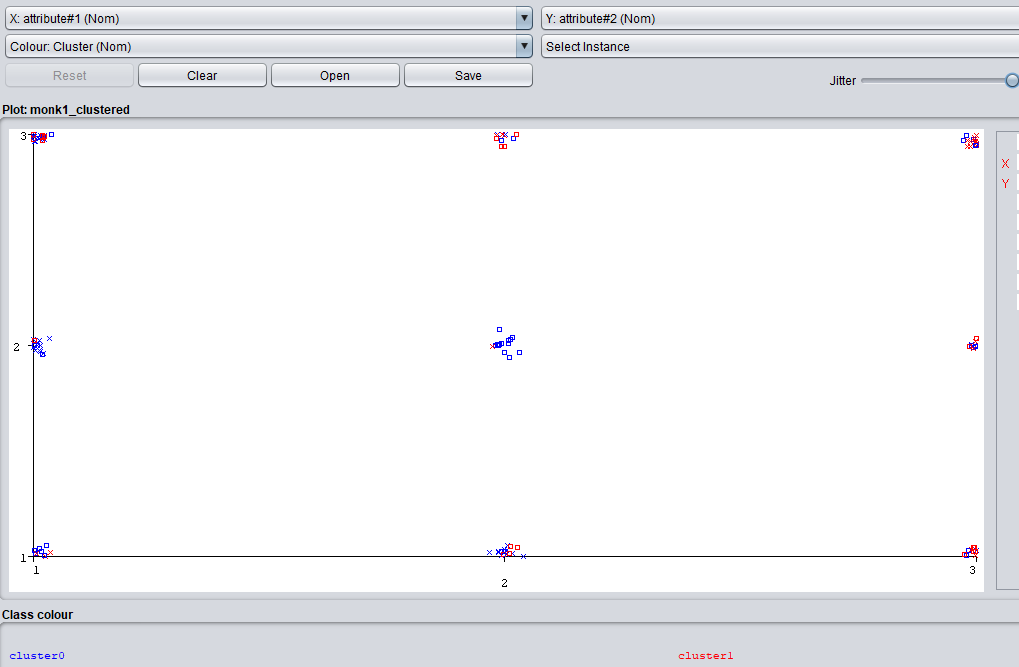 X: attribute#1 (Nom) Y: attribute#2 (Nom)
Colour: Cluster (Nom) Select Instance
Reset Clear Open Save Jitter
Plot: monk1_clustered
3
X
Y
2
1
1 2 3
Class colour
cluster0 cluster1